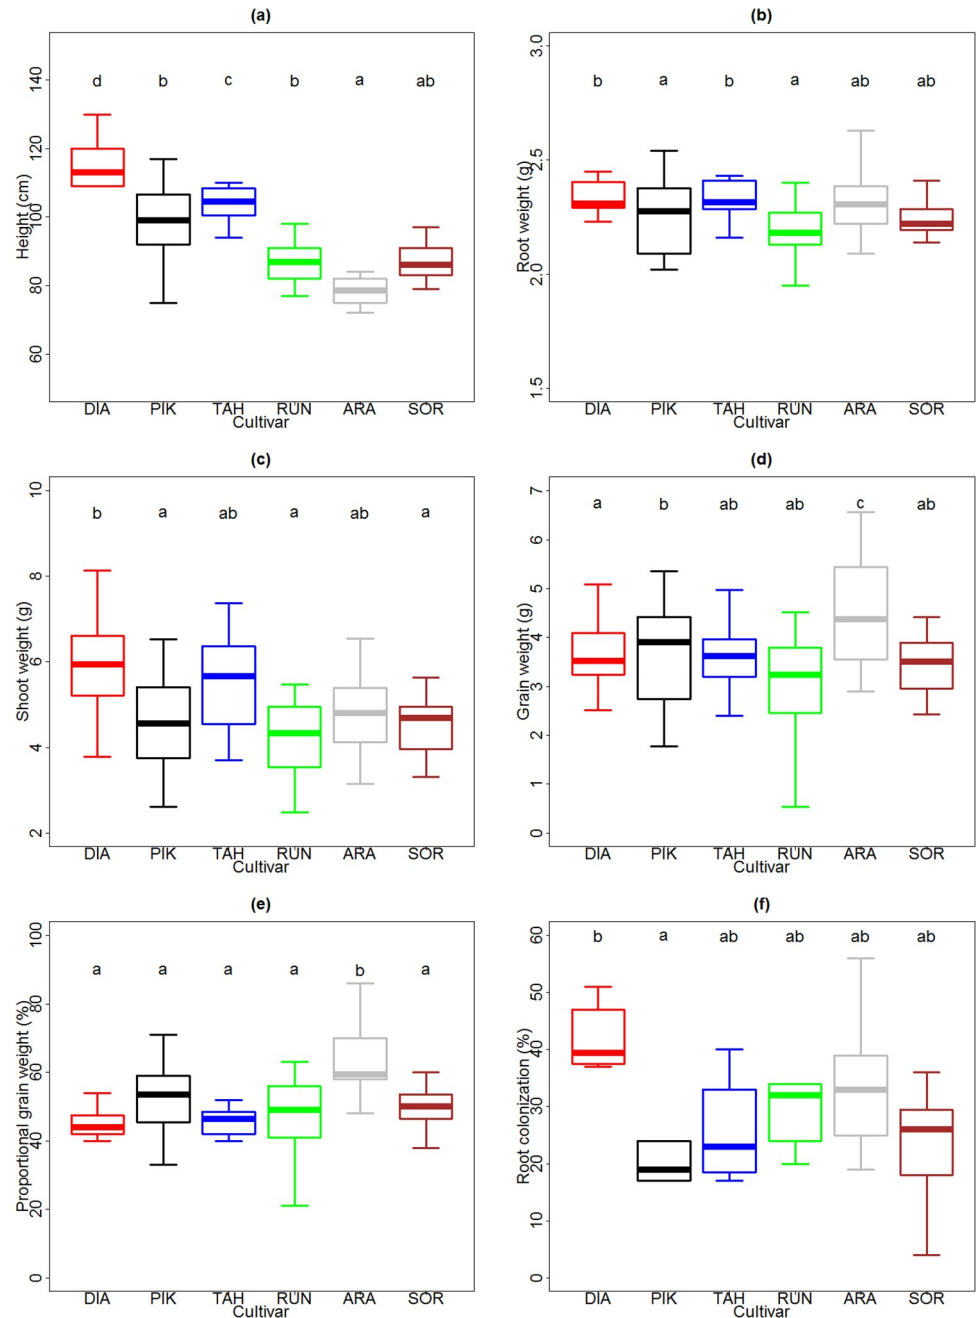 (a)
Height (cm)
140
120
100
80
60
d b c b a ab
DIA PIK TAH RUN ARA SOR
Cultivar
(b)
Root weight (g)
3.0
2.5
2.0
1.5
b a b a ab ab
DIA PIK TAH RUN ARA SOR
Cultivar
(c)
Shoot weight (g)
10
8
6
4
2
b a ab a ab a
DIA PIK TAH RUN ARA SOR
Cultivar
(d)
Grain weight (g)
7
6
5
4
3
2
1
0
a b ab ab c ab
DIA PIK TAH RUN ARA SOR
Cultivar
(e)
Proportional grain weight (%)
100
80
60
40
20
0
a a a a b a
DIA PIK TAH RUN ARA SOR
Cultivar
(f)
Root colonization (%)
60
50
40
30
20
10
0
b a ab ab ab ab
DIA PIK TAH RUN ARA SOR
Cultivar